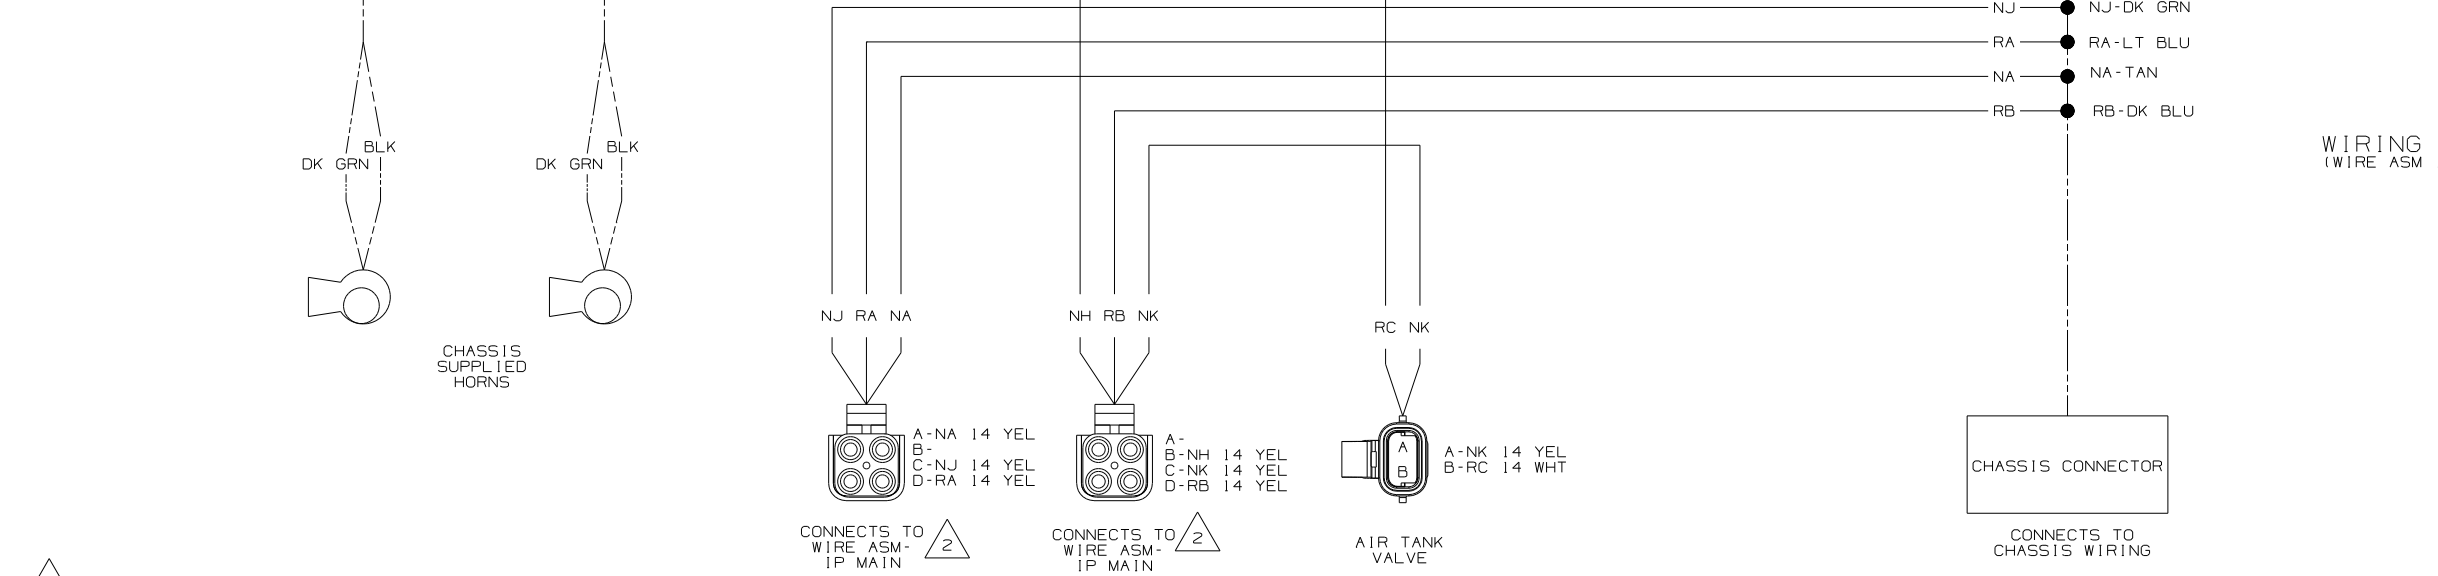 NJ NJ-DK GRN
RA RA-LT BLU
NA NA-TAN
RB RB-DK BLU
WIRING
(WIRE ASM
BLK
DK GRN
BLK
DK GRN
NJ RA NA
NH RB NK
RC NK
CHASSIS
SUPPLIED
HORNS
A-NA 14 YEL
B-
C-NJ 14 YEL
D-RA 14 YEL
CONNECTS TO
WIRE ASM-
IP MAIN
2
A-
B-NH 14 YEL
C-NK 14 YEL
D-RB 14 YEL
CONNECTS TO
WIRE ASM-
IP MAIN
2
A
B
A-NK 14 YEL
B-RC 14 WHT
AIR TANK
VALVE
CHASSIS CONNECTOR
CONNECTS TO
CHASSIS WIRING